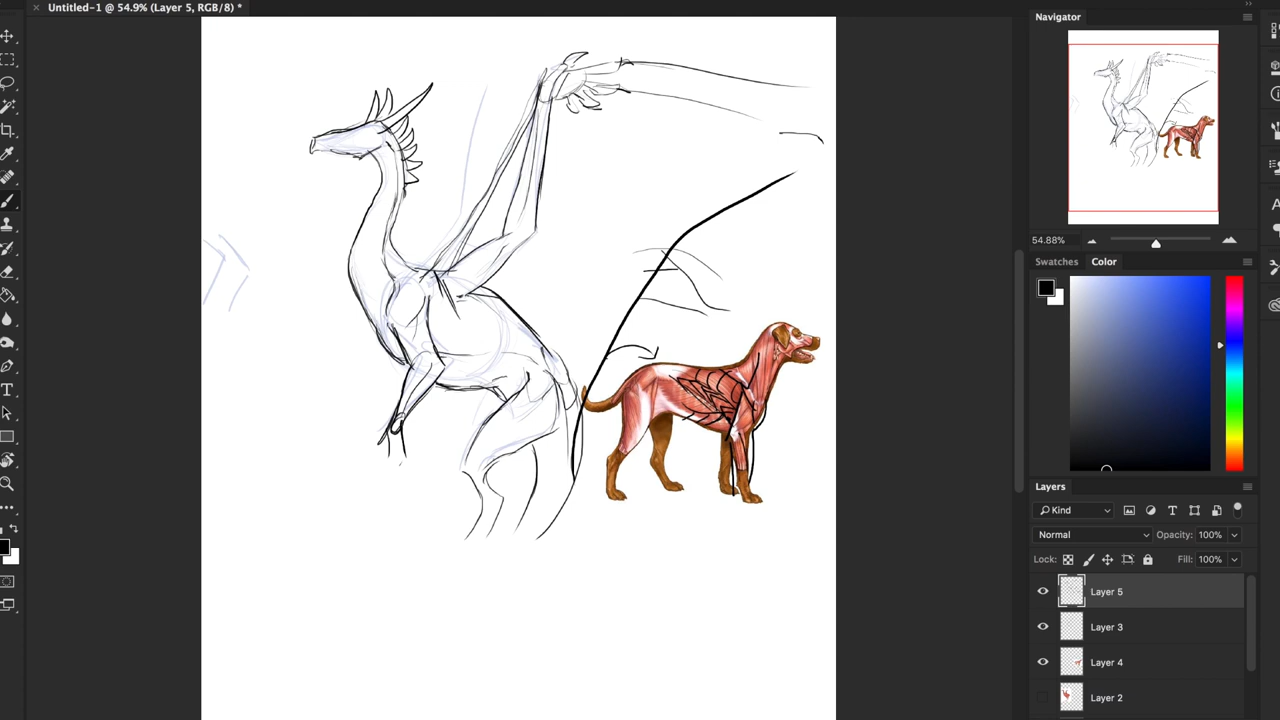 Untitled-1 @ 54.9% (Layer 5, RGB/8) *
Navigator
54.88%
Swatches Color
Layers
Kind
Normal Opacity: 100%
Lock: Fill: 100%
Layer 5
Layer 3
Layer 4
Layer 2